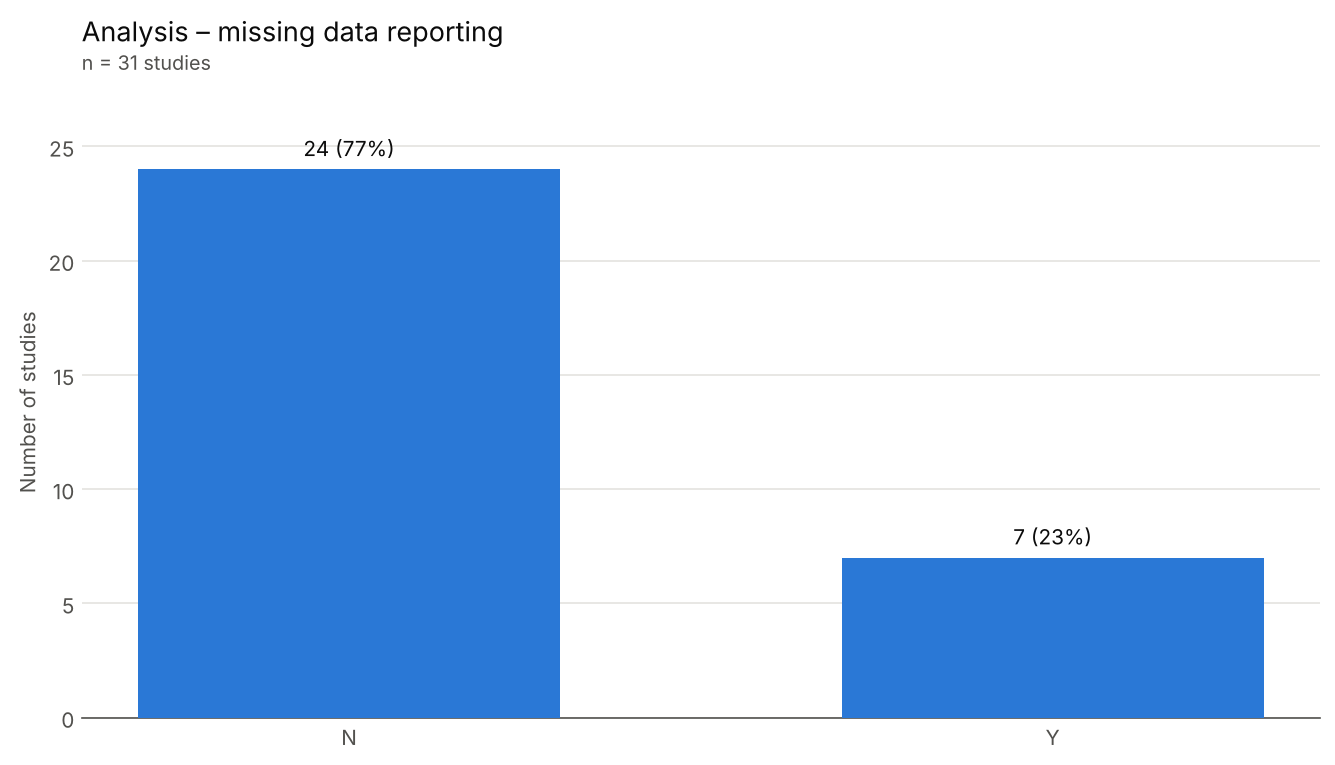 Analysis – missing data reporting
n = 31 studies
Number of studies
25
20
15
10
5
0
24 (77%)
7 (23%)
N
Y